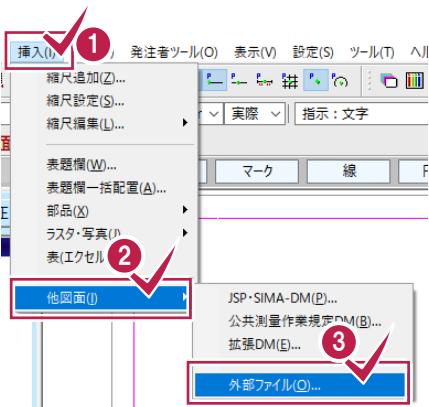 挿入(I)
発注者ツール(O) 表示(V) 設定(S) ツール(T)
1
縮尺追加(Z)...
縮尺設定(S)...
縮尺編集(L)...
実際
指示：文字
表題欄(W)...
表題欄一括配置(A)...
部品(X)
ラスタ・写真(J)
表(エクセル
マーク
線
2
他図面(I)
JSP・SIMA-DM(P)...
公共測量作業規定DM(B)...
拡張DM(E)...
3
外部ファイル(O)...